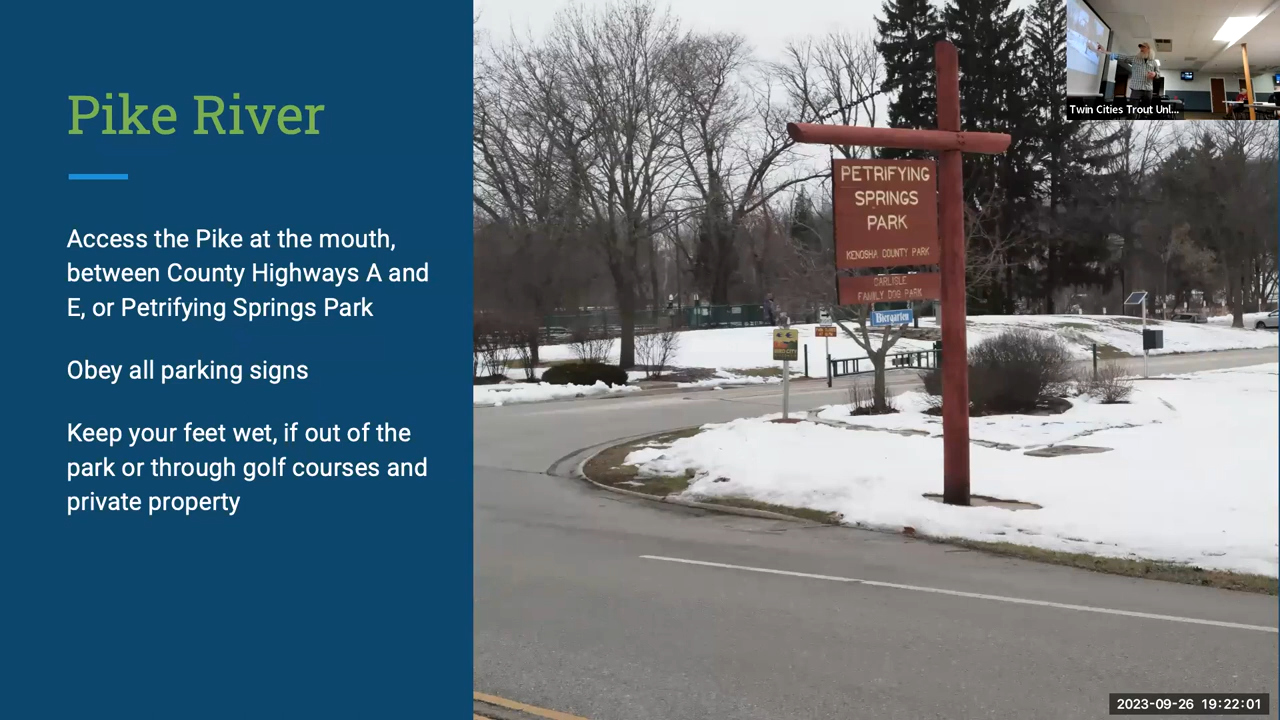 Pike River
Access the Pike at the mouth,
between County Highways A and
E, or Petrifying Springs Park
Obey all parking signs
Keep your feet wet, if out of the
park or through golf courses and
private property
PETRIFYING
SPRINGS
PARK
KENOSHA COUNTY PARK
CARLISLE
FAMILY DOG PARK
Biergarten
Twin Cities Trout Unl...
2023-09-26 19:22:01